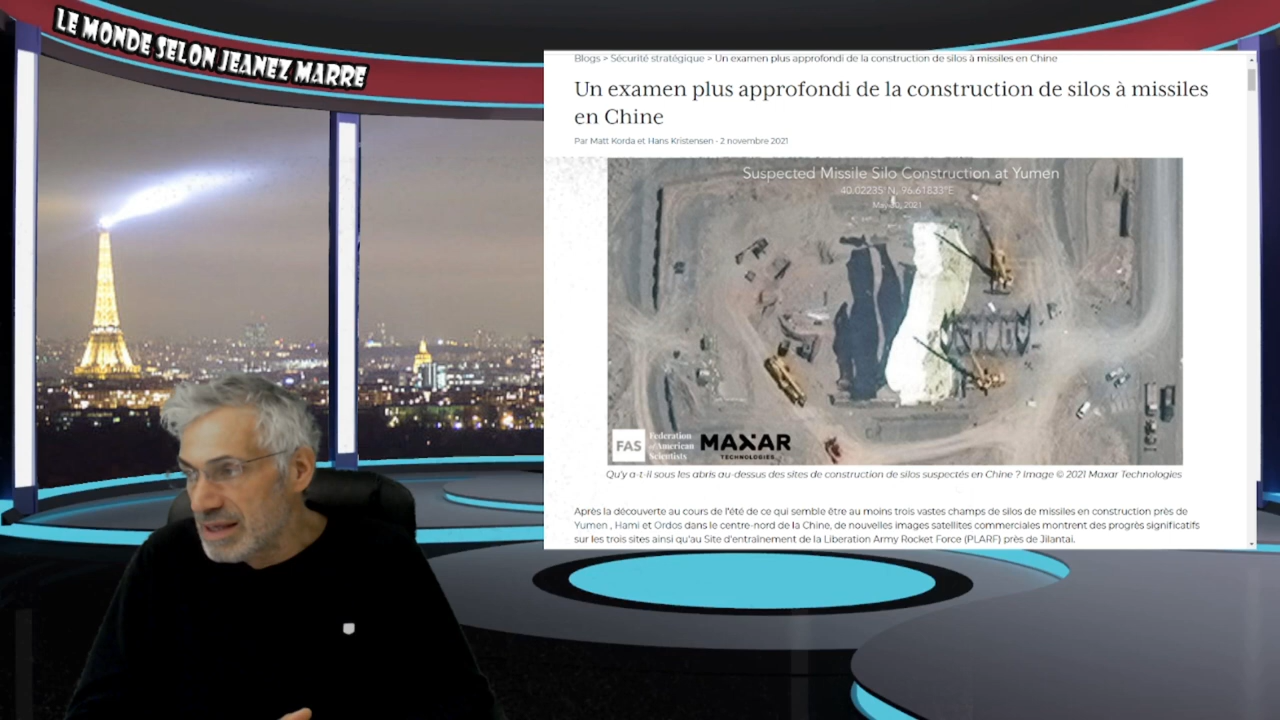 LE MONDE SELON JEANEZ MARRE
Blogs > Sécurité stratégique > Un examen plus approfondi de la construction de silos à missiles en Chine
Un examen plus approfondi de la construction de silos à missiles
en Chine
Par Matt Korda et Hans Kristensen - 2 novembre 2021
Suspected Missile Silo Construction at Yumen
40.02235°N, 96.61833°E
2021
FAS
Federation
of American
Scientists
MAXAR
TECHNOLOGIES
Qu'y a-t-il sous les abris au-dessus des sites de construction de silos suspectés en Chine ? Image © 2021 Maxar Technologies
Après la découverte au cours de l'été de ce qui semble être au moins trois vastes champs de silos de missiles en construction près de
Yumen , Hami et Ordos dans le centre-nord de la Chine, de nouvelles images satellites commerciales montrent des progrès significatifs
sur les trois sites ainsi qu'au Site d'entraînement de la Liberation Army Rocket Force (PLARF) près de Jilantai.